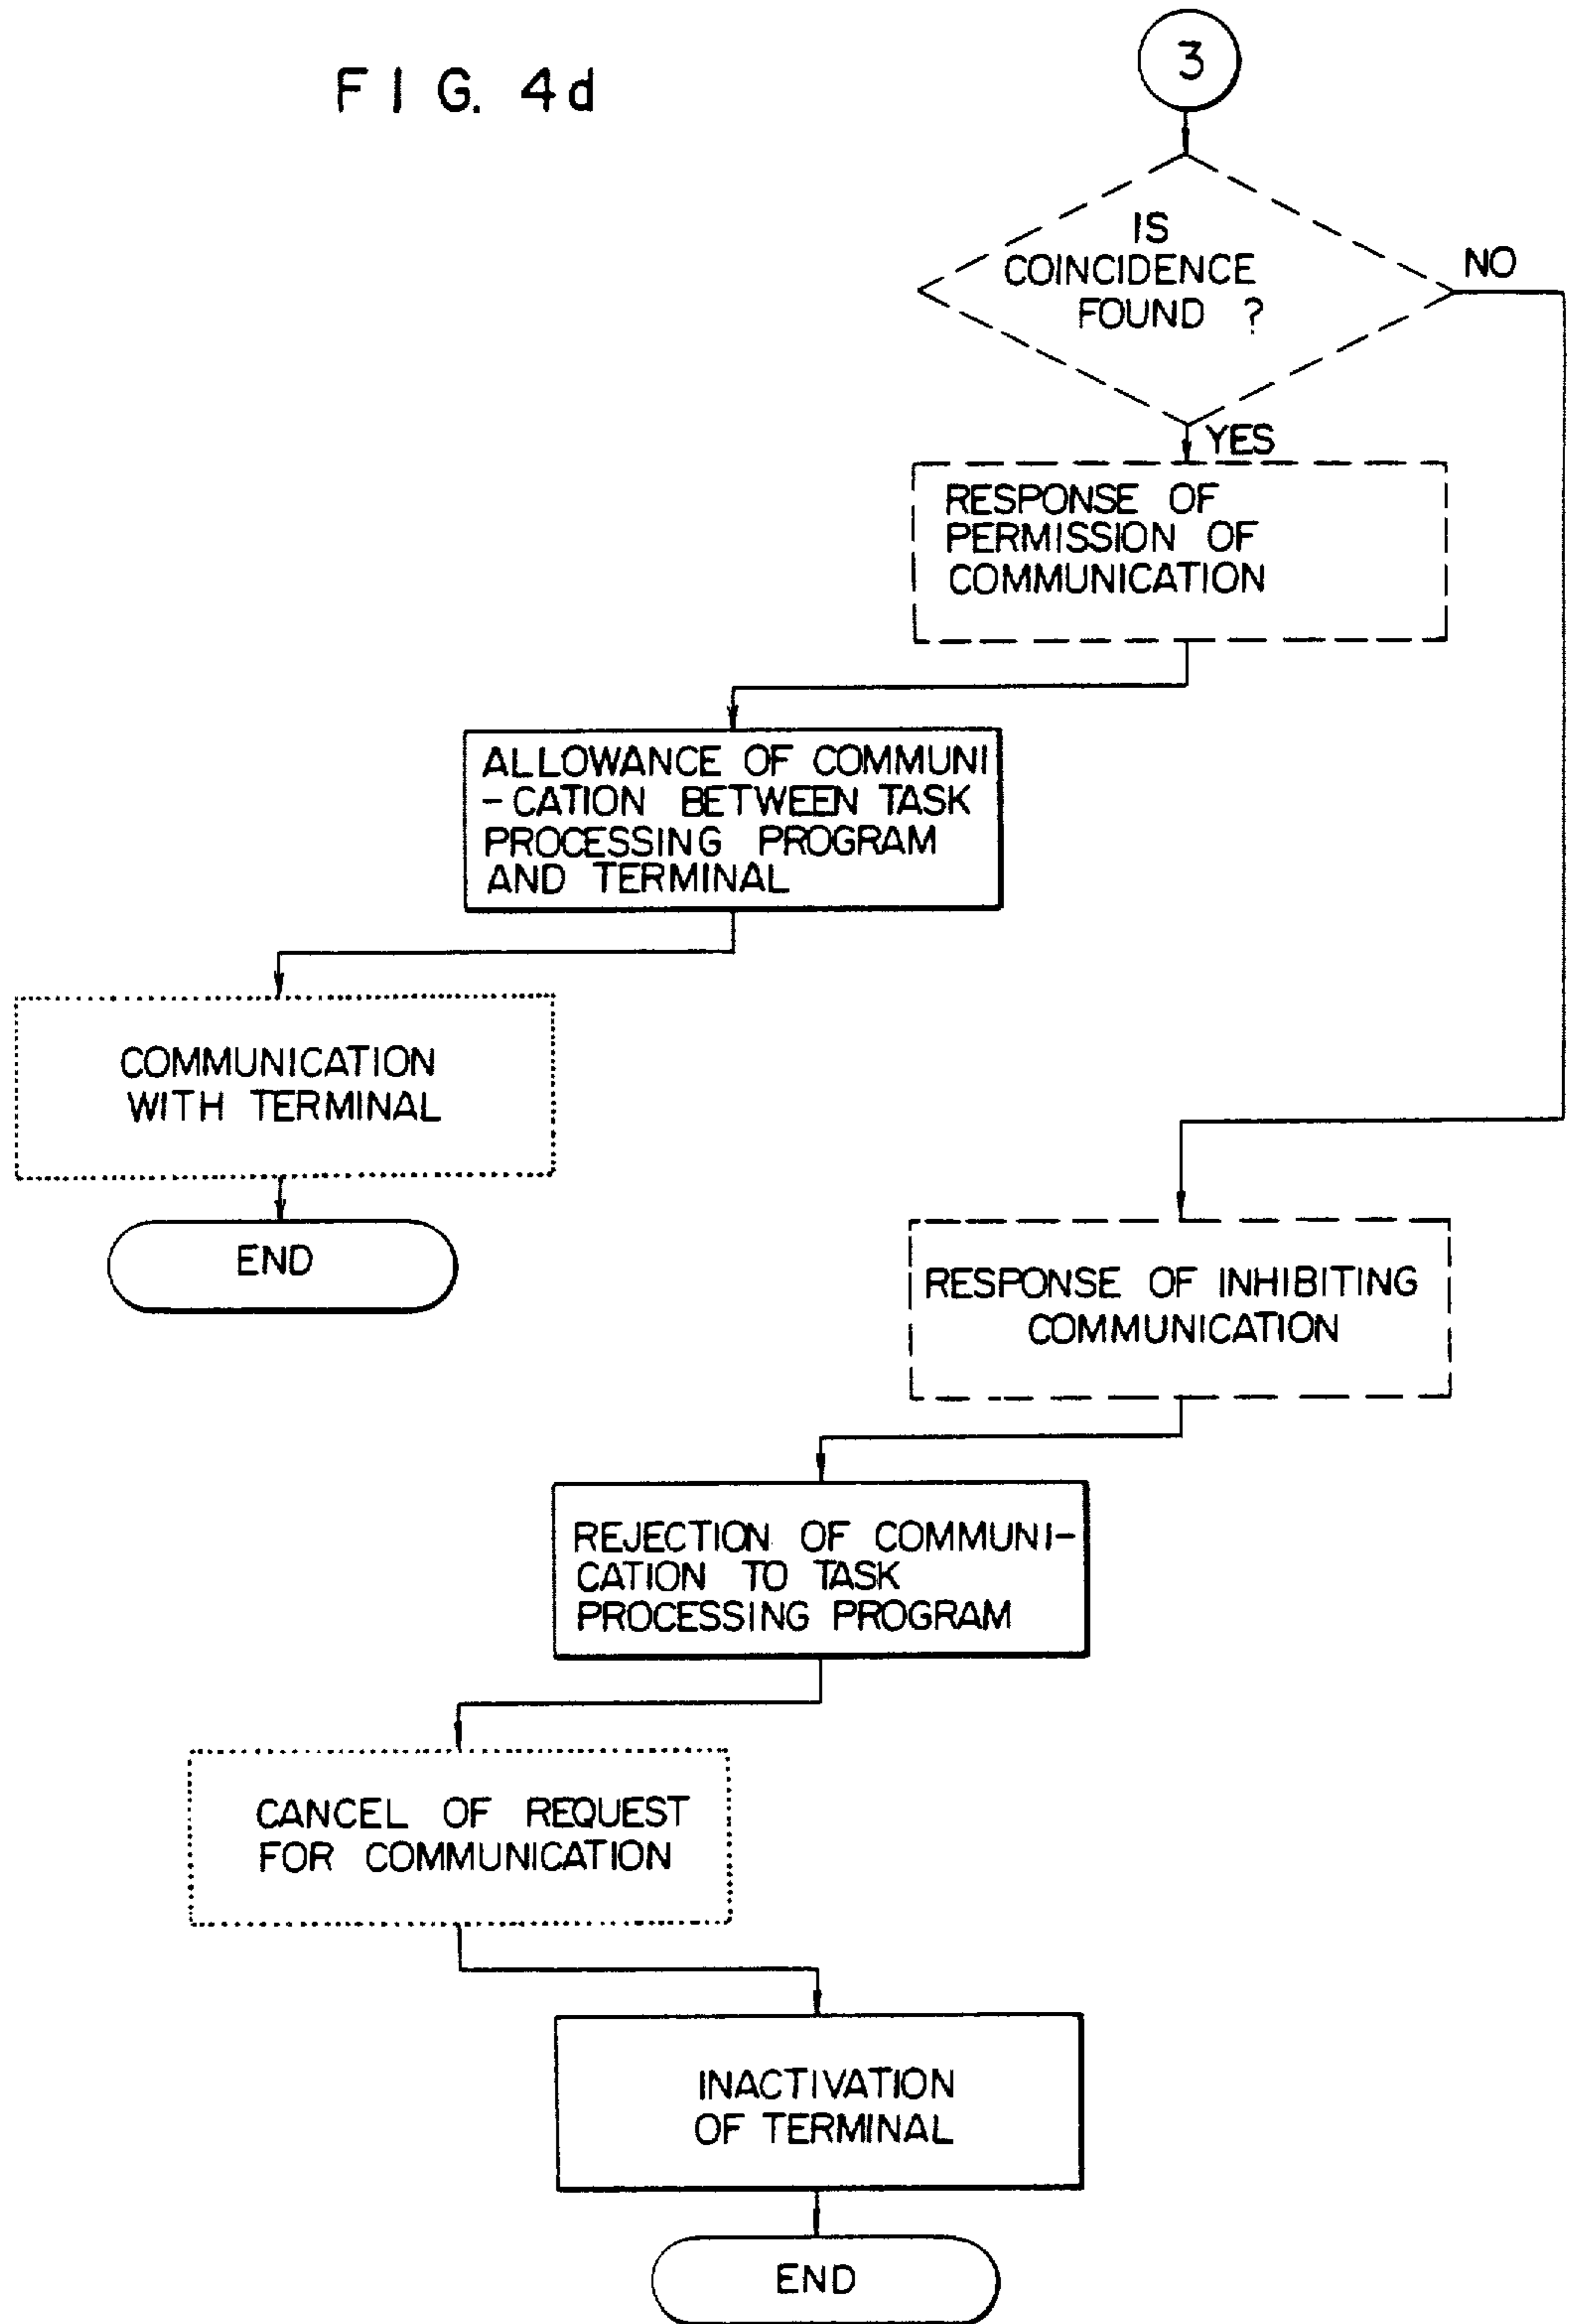 FIG. 4d
3
IS
COINCIDENCE
FOUND ?
NO
YES
RESPONSE OF
PERMISSION OF
COMMUNICATION
ALLOWANCE OF COMMUNI
-CATION BETWEEN TASK
PROCESSING PROGRAM
AND TERMINAL
COMMUNICATION
WITH TERMINAL
END
RESPONSE OF INHIBITING
COMMUNICATION
REJECTION OF COMMUNI-
CATION TO TASK
PROCESSING PROGRAM
CANCEL OF REQUEST
FOR COMMUNICATION
INACTIVATION
OF TERMINAL
END